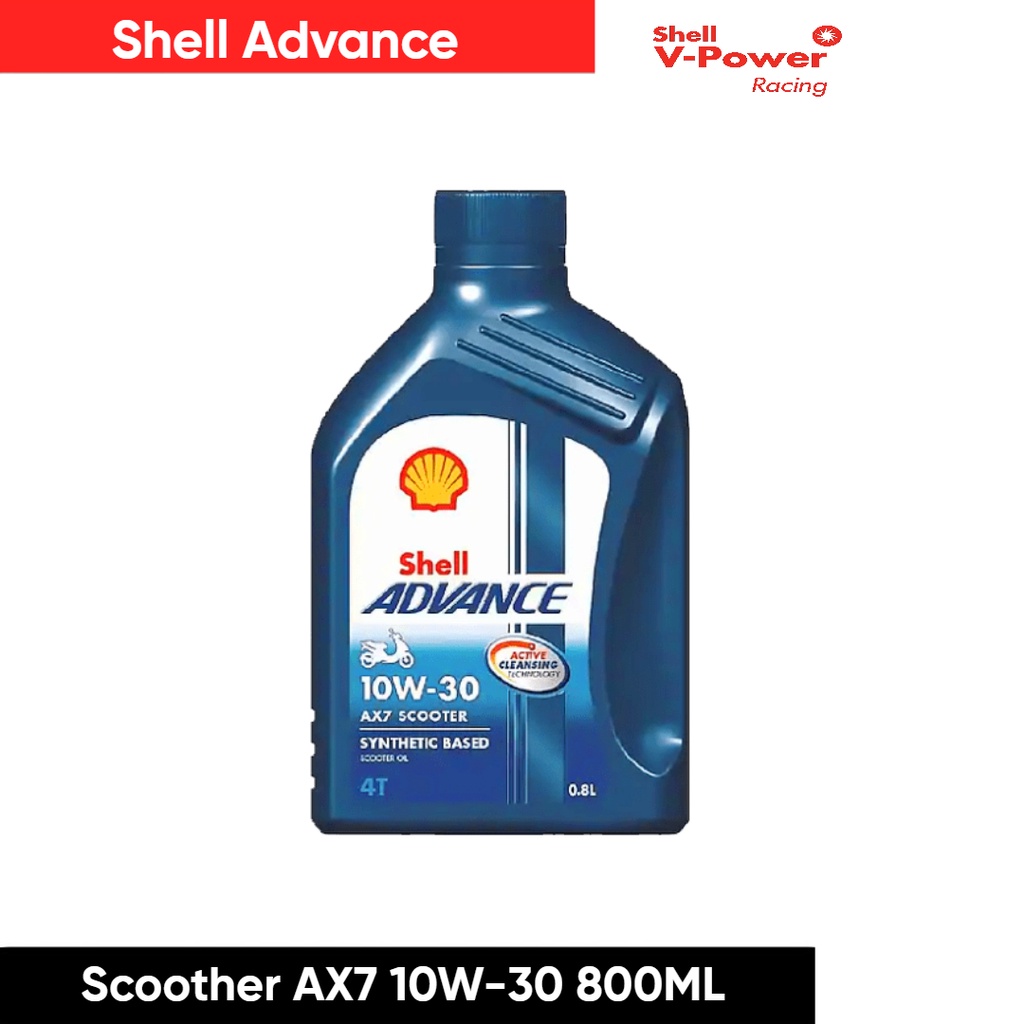 Shell Advance
Shell
V-Power
Racing
Shell
ADVANCE
ACTIVE
CLEANSING
TECHNOLOGY
10W-30
AX7 SCOOTER
SYNTHETIC BASED
SCOOTER OIL
4T
0.8L
Scoother AX7 10W-30 800ML